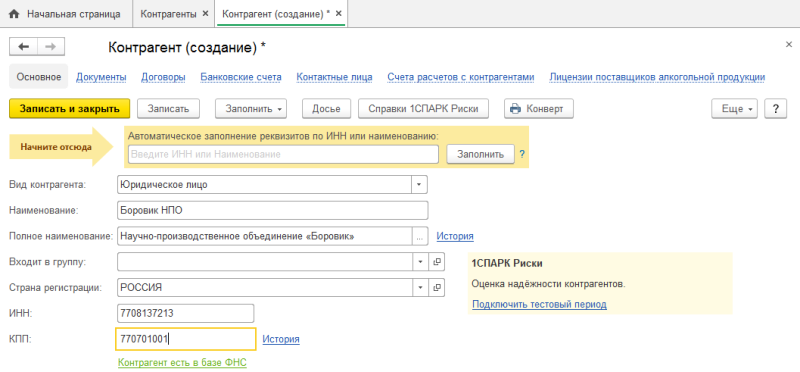 Начальная страница Контрагенты × Контрагент (создание) * ×
Контрагент (создание) * ×
Основное Документы Договоры Банковские счета Контактные лица Счета расчетов с контрагентами Лицензии поставщиков алкогольной продукции
Записать и закрыть Записать Заполнить Досье Справки 1СПАРК Риски Конверт Еще ?
Автоматическое заполнение реквизитов по ИНН или наименованию:
Начните отсюда Введите ИНН или Наименование Заполнить ?
Вид контрагента: Юридическое лицо
Наименование: Боровик НПО
Полное наименование: Научно-производственное объединение «Боровик» ... История
Входит в группу: 1СПАРК Риски
Страна регистрации: РОССИЯ Оценка надёжности контрагентов.
Подключить тестовый период
ИНН: 7708137213
КПП: 770701001 История
Контрагент есть в базе ФНС